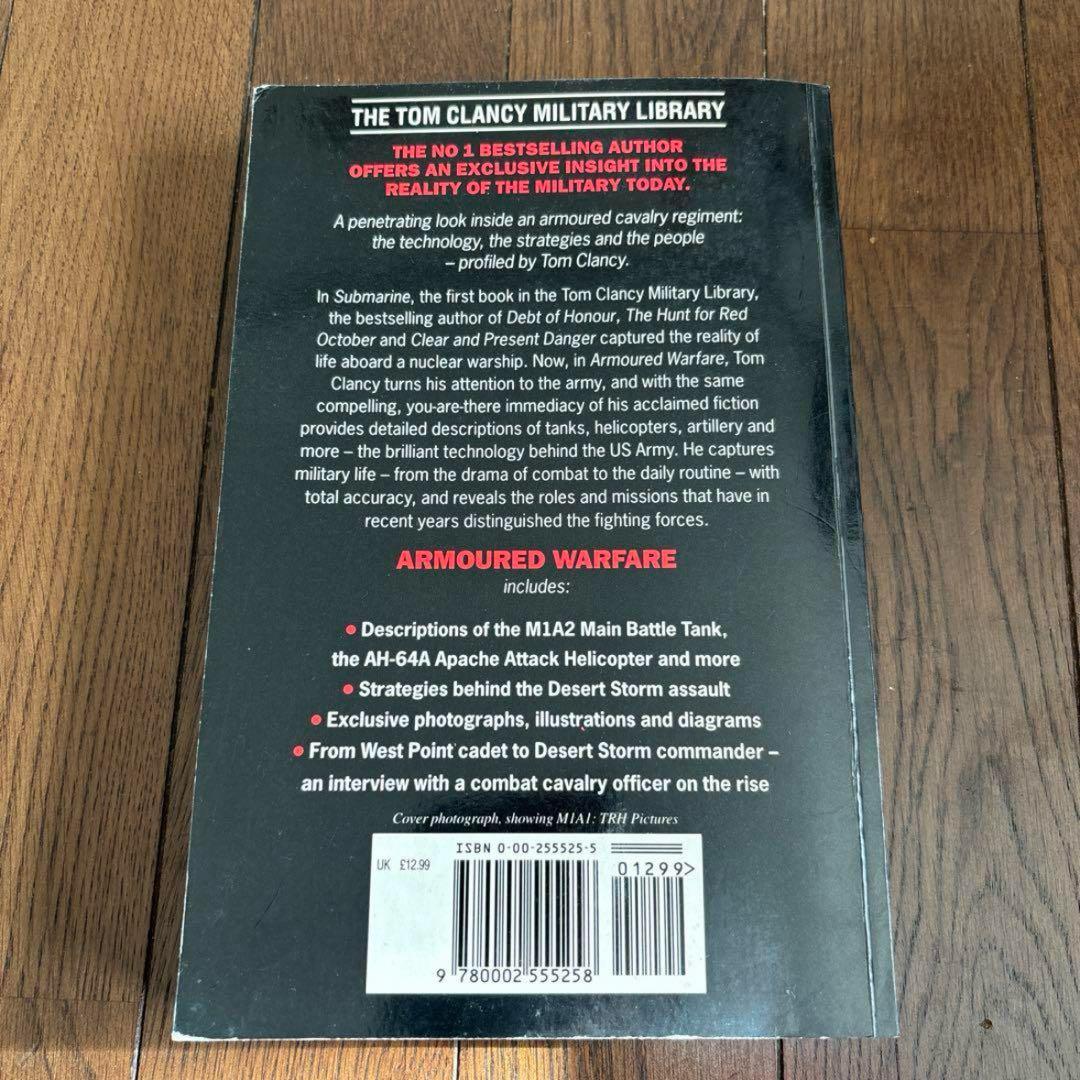 THE TOM CLANCY MILITARY LIBRARY
THE NO 1 BESTSELLING AUTHOR
OFFERS AN EXCLUSIVE INSIGHT INTO THE
REALITY OF THE MILITARY TODAY.
A penetrating look inside an armoured cavalry regiment:
the technology, the strategies and the people
– profiled by Tom Clancy.
In Submarine, the first book in the Tom Clancy Military Library,
the bestselling author of Debt of Honour, The Hunt for Red
October and Clear and Present Danger captured the reality of
life aboard a nuclear warship. Now, in Armoured Warfare, Tom
Clancy turns his attention to the army, and with the same
compelling, you-are-there immediacy of his acclaimed fiction
provides detailed descriptions of tanks, helicopters, artillery and
more – the brilliant technology behind the US Army. He captures
military life – from the drama of combat to the daily routine – with
total accuracy, and reveals the roles and missions that have in
recent years distinguished the fighting forces.
ARMOURED WARFARE
includes:
• Descriptions of the M1A2 Main Battle Tank,
the AH-64A Apache Attack Helicopter and more
• Strategies behind the Desert Storm assault
• Exclusive photographs, illustrations and diagrams
• From West Point cadet to Desert Storm commander –
an interview with a combat cavalry officer on the rise
Cover photograph, showing M1A1: TRH Pictures
ISBN 0-00-255525-5
UK £12.99
01299>
9 780002 555258